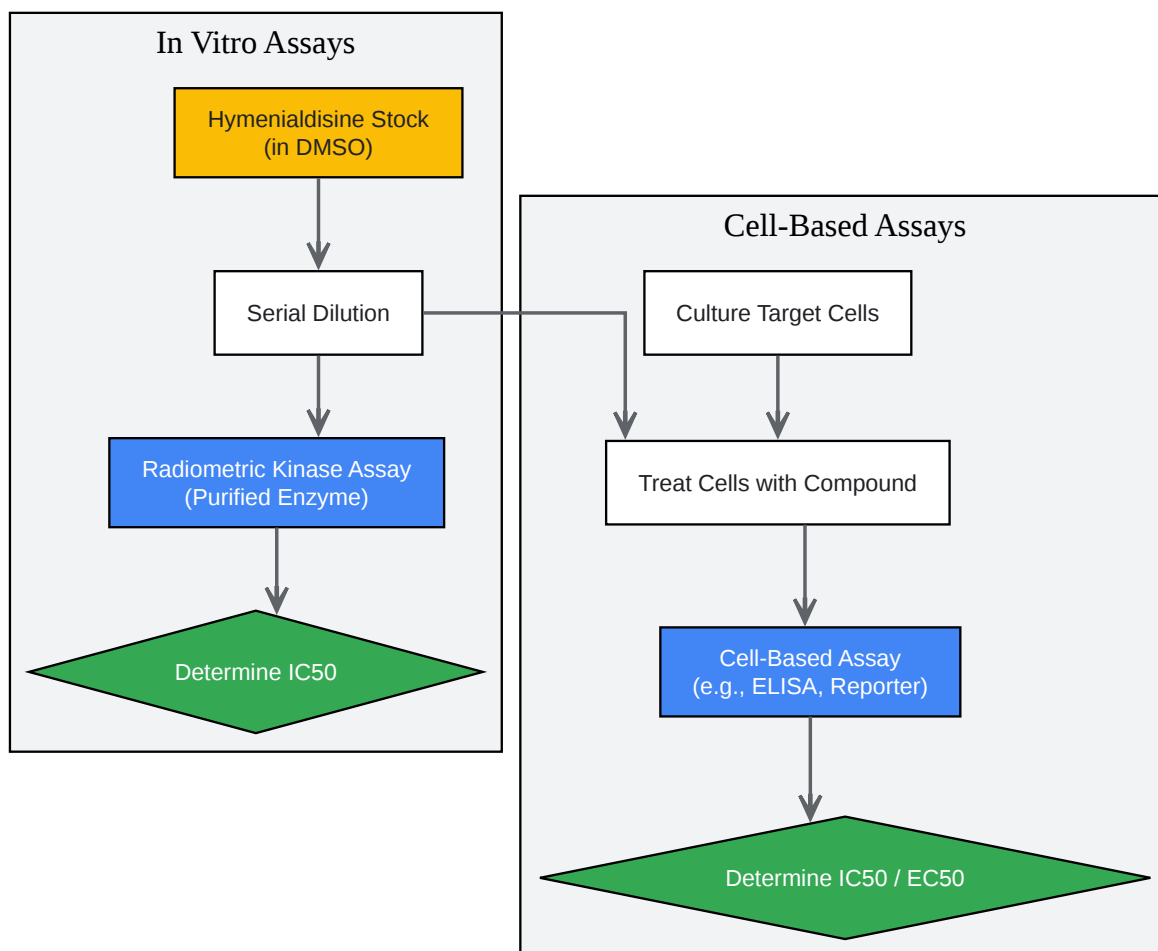 In Vitro Assays
Hymenialdisine Stock
(in DMSO)
Serial Dilution
Radiometric Kinase Assay
(Purified Enzyme)
Determine IC50
Cell-Based Assays
Culture Target Cells
Treat Cells with Compound
Cell-Based Assay
(e.g., ELISA, Reporter)
Determine IC50 / EC50